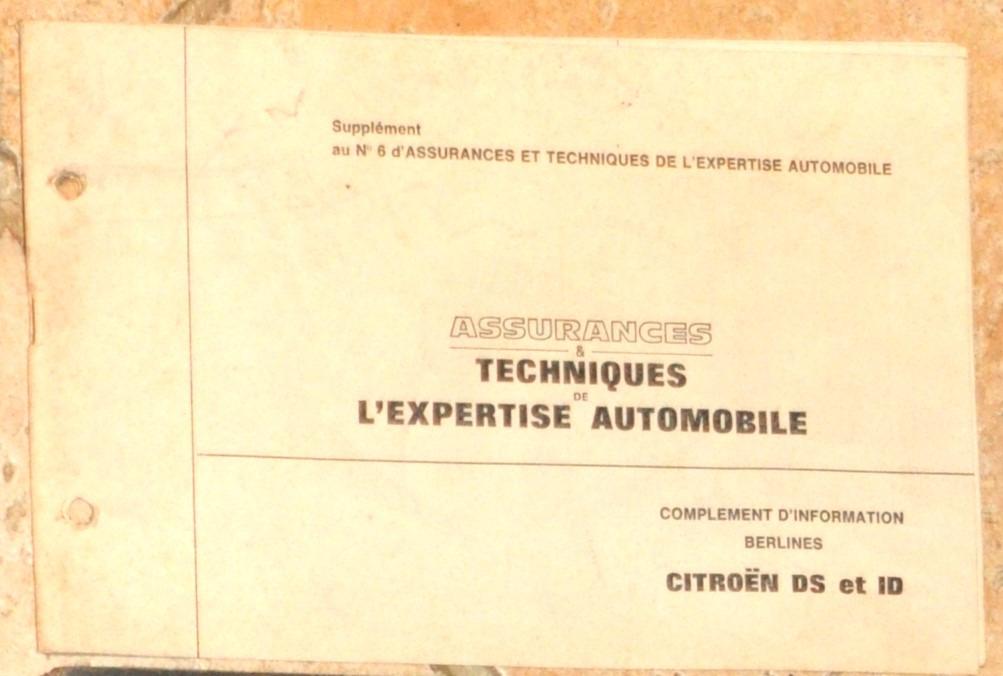 Supplément
au N° 6 d'ASSURANCES ET TECHNIQUES DE L'EXPERTISE AUTOMOBILE
ASSURANCES
&
TECHNIQUES
DE
L'EXPERTISE AUTOMOBILE
COMPLEMENT D'INFORMATION
BERLINES
CITROËN DS et ID